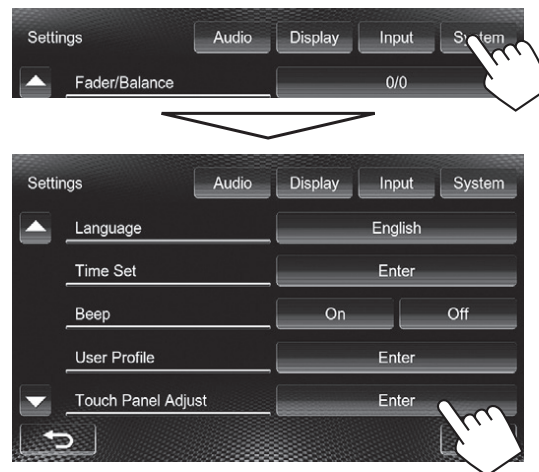 Settings Audio Display Input System
Fader/Balance 0/0
Settings Audio Display Input System
Language English
Time Set Enter
Beep On Off
User Profile Enter
Touch Panel Adjust Enter